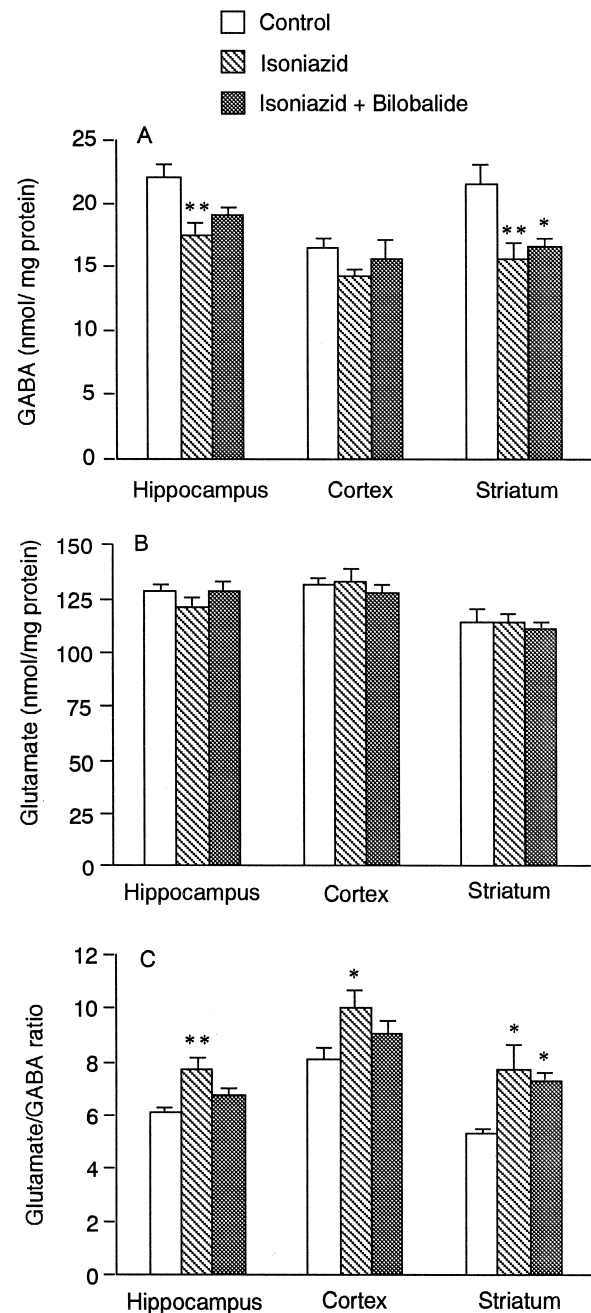 Control
Isoniazid
Isoniazid + Bilobalide
A
GABA (nmol/ mg protein)
25
20
15
10
5
0
** 
** *
Hippocampus Cortex Striatum
B
Glutamate (nmol/mg protein)
150
125
100
75
50
25
0
Hippocampus Cortex Striatum
C
Glutamate/GABA ratio
12
10
8
6
4
2
0
** * * *
Hippocampus Cortex Striatum